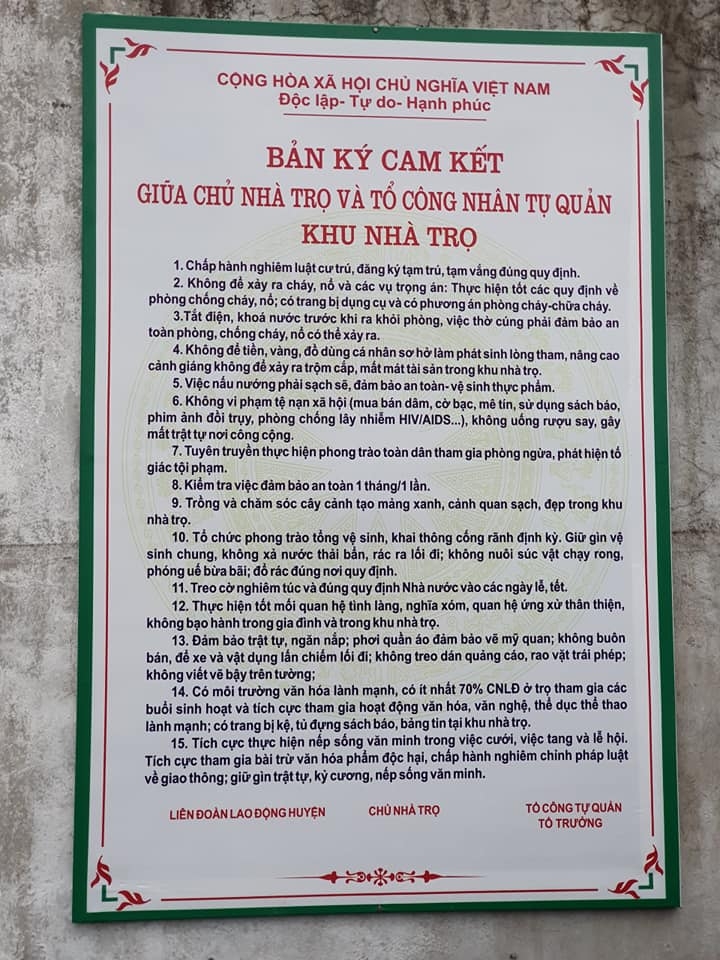 CỘNG HÒA XÃ HỘI CHỦ NGHĨA VIỆT NAM
Độc lập- Tự do- Hạnh phúc
BẢN KÝ CAM KẾT
GIỮA CHỦ NHÀ TRỌ VÀ TỔ CÔNG NHÂN TỰ QUẢN
KHU NHÀ TRỌ
1. Chấp hành nghiêm luật cư trú, đăng ký tạm trú, tạm vắng đúng quy định.
2. Không để xảy ra cháy, nổ và các vụ trọng án: Thực hiện tốt các quy định về
phòng chống cháy, nổ; có trang bị dụng cụ và có phương án phòng cháy-chữa cháy.
3.Tắt điện, khoá nước trước khi ra khỏi phòng, việc thờ cúng phải đảm bảo an
toàn phòng, chống cháy, nổ có thể xảy ra.
4. Không để tiền, vàng, đồ dùng cá nhân sơ hở làm phát sinh lòng tham, nâng cao
cảnh giáng không để xảy ra trộm cắp, mất mát tài sản trong khu nhà trọ.
5. Việc nấu nướng phải sạch sẽ, đảm bảo an toàn- vệ sinh thực phẩm.
6. Không vi phạm tệ nạn xã hội (mua bán dâm, cờ bạc, mê tín, sử dụng sách báo,
phim ảnh đồi trụy, phòng chống lây nhiễm HIV/AIDS...), không uống rượu say, gây
mất trật tự nơi công cộng.
7. Tuyên truyền thực hiện phong trào toàn dân tham gia phòng ngừa, phát hiện tố
giác tội phạm.
8. Kiểm tra việc đảm bảo an toàn 1 tháng/1 lần.
9. Trồng và chăm sóc cây cảnh tạo mảng xanh, cảnh quan sạch, đẹp trong khu
nhà trọ.
10. Tổ chức phong trào tổng vệ sinh, khai thông cống rãnh định kỳ. Giữ gìn vệ
sinh chung, không xả nước thải bẩn, rác ra lối đi; không nuôi súc vật chạy rong,
phóng uế bừa bãi; đổ rác đúng nơi quy định.
11. Treo cờ nghiêm túc và đúng quy định Nhà nước vào các ngày lễ, tết.
12. Thực hiện tốt mối quan hệ tình làng, nghĩa xóm, quan hệ ứng xử thân thiện,
không bạo hành trong gia đình và trong khu nhà trọ.
13. Đảm bảo trật tự, ngăn nắp; phơi quần áo đảm bảo vẽ mỹ quan; không buôn
bán, để xe và vật dụng lấn chiếm lối đi; không treo dán quảng cáo, rao vặt trái phép;
không viết vẽ bậy trên tường;
14. Có môi trường văn hóa lành mạnh, có ít nhất 70% CNLĐ ở trọ tham gia các
buổi sinh hoạt và tích cực tham gia hoạt động văn hóa, văn nghệ, thể dục thể thao
lành mạnh; có trang bị kệ, tủ đựng sách báo, bảng tin tại khu nhà trọ.
15. Tích cực thực hiện nếp sống văn minh trong việc cưới, việc tang và lễ hội.
Tích cực tham gia bài trừ văn hóa phẩm độc hại, chấp hành nghiêm chỉnh pháp luật
về giao thông; giữ gìn trật tự, kỷ cương, nếp sống văn minh.
LIÊN ĐOÀN LAO ĐỘNG HUYỆN CHỦ NHÀ TRỌ TỔ CÔNG TỰ QUẢN
TỔ TRƯỞNG